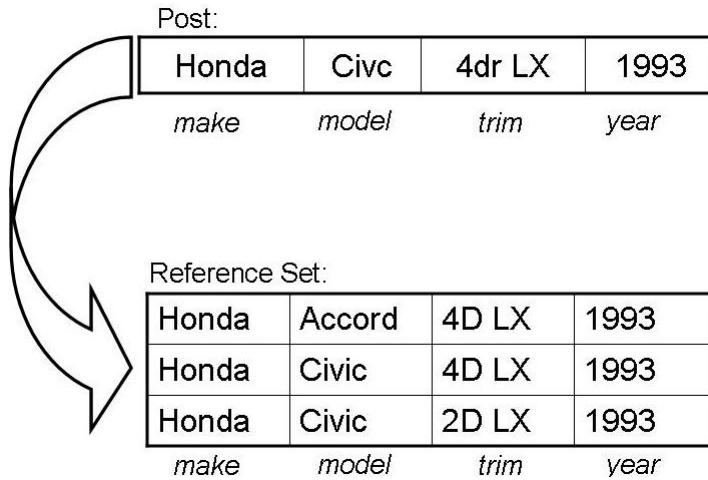 Post:
Honda Civc 4dr LX 1993
make model trim year
Reference Set:
Honda Accord 4D LX 1993
Honda Civic 4D LX 1993
Honda Civic 2D LX 1993
make model trim year